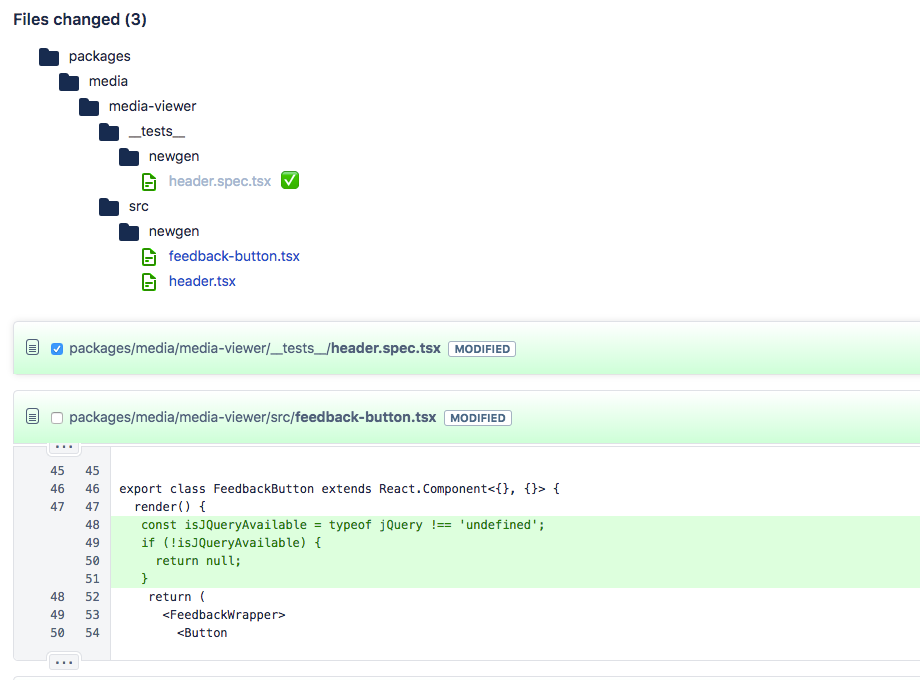 Files changed (3)
packages
media
media-viewer
__tests__
newgen
header.spec.tsx
src
newgen
feedback-button.tsx
header.tsx
packages/media/media-viewer/__tests__/header.spec.tsx MODIFIED
packages/media/media-viewer/src/feedback-button.tsx MODIFIED
...
45 45
46 46 export class FeedbackButton extends React.Component<{}, {}> {
47 47 render() {
48 const isJQueryAvailable = typeof jQuery !== 'undefined';
49 if (!isJQueryAvailable) {
50 return null;
51 }
48 52 return (
49 53 <FeedbackWrapper>
50 54 <Button
...